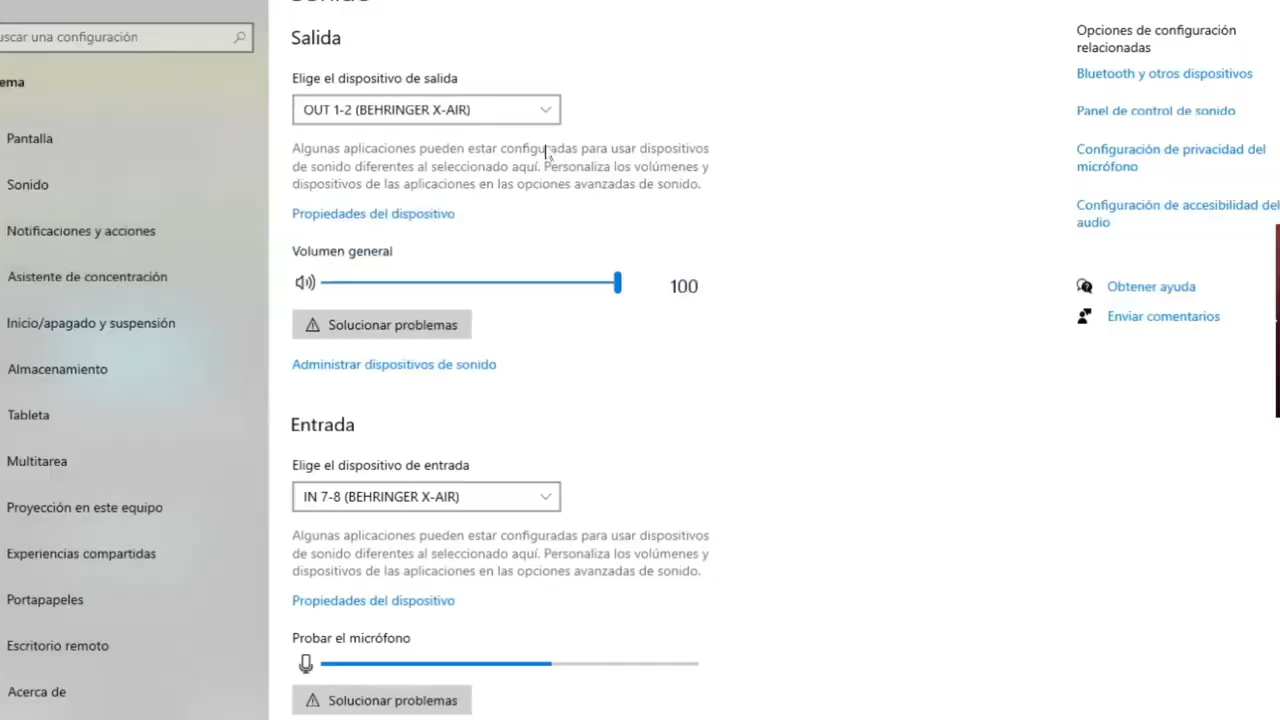 Sonido
uscar una configuración
ema
Pantalla
Sonido
Notificaciones y acciones
Asistente de concentración
Inicio/apagado y suspensión
Almacenamiento
Tableta
Multitarea
Proyección en este equipo
Experiencias compartidas
Portapapeles
Escritorio remoto
Acerca de
Salida
Elige el dispositivo de salida
OUT 1-2 (BEHRINGER X-AIR)
Algunas aplicaciones pueden estar configuradas para usar dispositivos
de sonido diferentes al seleccionado aquí. Personaliza los volúmenes y
dispositivos de las aplicaciones en las opciones avanzadas de sonido.
Propiedades del dispositivo
Volumen general
100
Solucionar problemas
Administrar dispositivos de sonido
Entrada
Elige el dispositivo de entrada
IN 7-8 (BEHRINGER X-AIR)
Algunas aplicaciones pueden estar configuradas para usar dispositivos
de sonido diferentes al seleccionado aquí. Personaliza los volúmenes y
dispositivos de las aplicaciones en las opciones avanzadas de sonido.
Propiedades del dispositivo
Probar el micrófono
Solucionar problemas
Opciones de configuración
relacionadas
Bluetooth y otros dispositivos
Panel de control de sonido
Configuración de privacidad del
micrófono
Configuración de accesibilidad del
audio
Obtener ayuda
Enviar comentarios